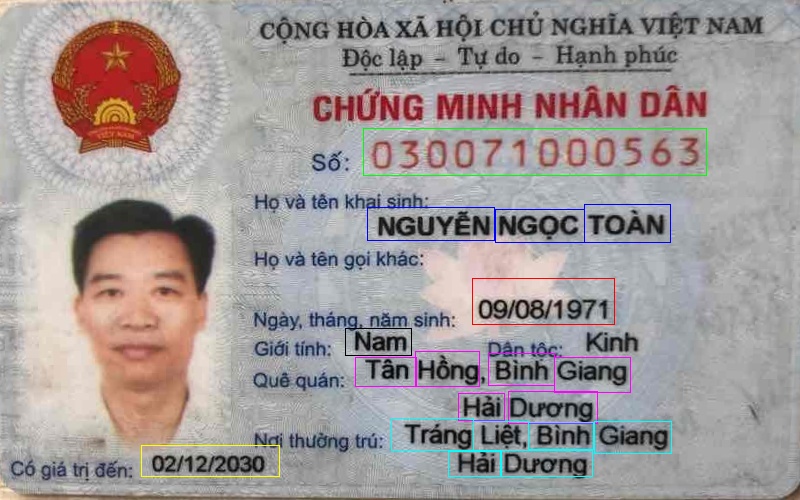 CỘNG HÒA XÃ HỘI CHỦ NGHĨA VIỆT NAM
Độc lập - Tự do - Hạnh phúc
CHỨNG MINH NHÂN DÂN
Số: 030071000563
Họ và tên khai sinh:
NGUYỄN NGỌC TOÀN
Họ và tên gọi khác:
Ngày, tháng, năm sinh: 09/08/1971
Giới tính: Nam Dân tộc: Kinh
Quê quán: Tân Hồng, Bình Giang
Hải Dương
Nơi thường trú: Tráng Liệt, Bình Giang
Hải Dương
Có giá trị đến: 02/12/2030